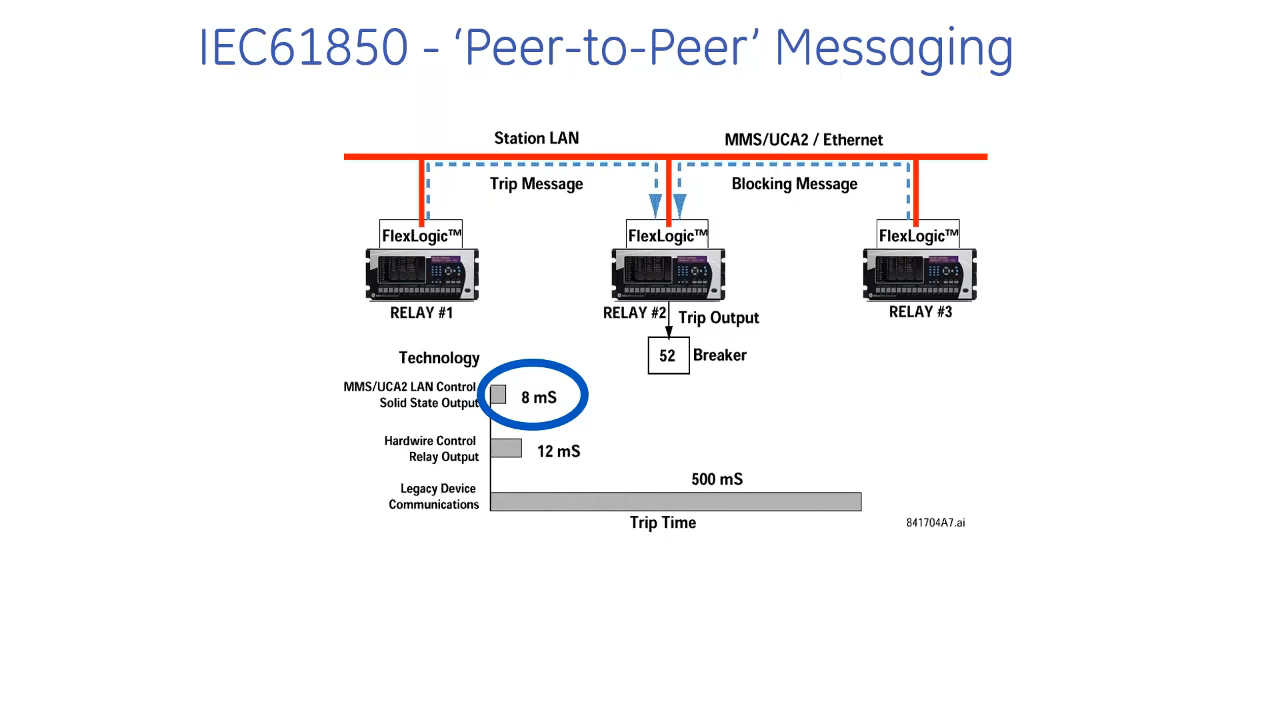 IEC61850 - ‘Peer-to-Peer’ Messaging
Station LAN
MMS/UCA2 / Ethernet
Trip Message
Blocking Message
FlexLogic™
FlexLogic™
FlexLogic™
RELAY #1
RELAY #2
RELAY #3
Trip Output
52
Breaker
Technology
MMS/UCA2 LAN Control
Solid State Output
8 mS
Hardwire Control
Relay Output
12 mS
500 mS
Legacy Device
Communications
Trip Time
841704A7.ai